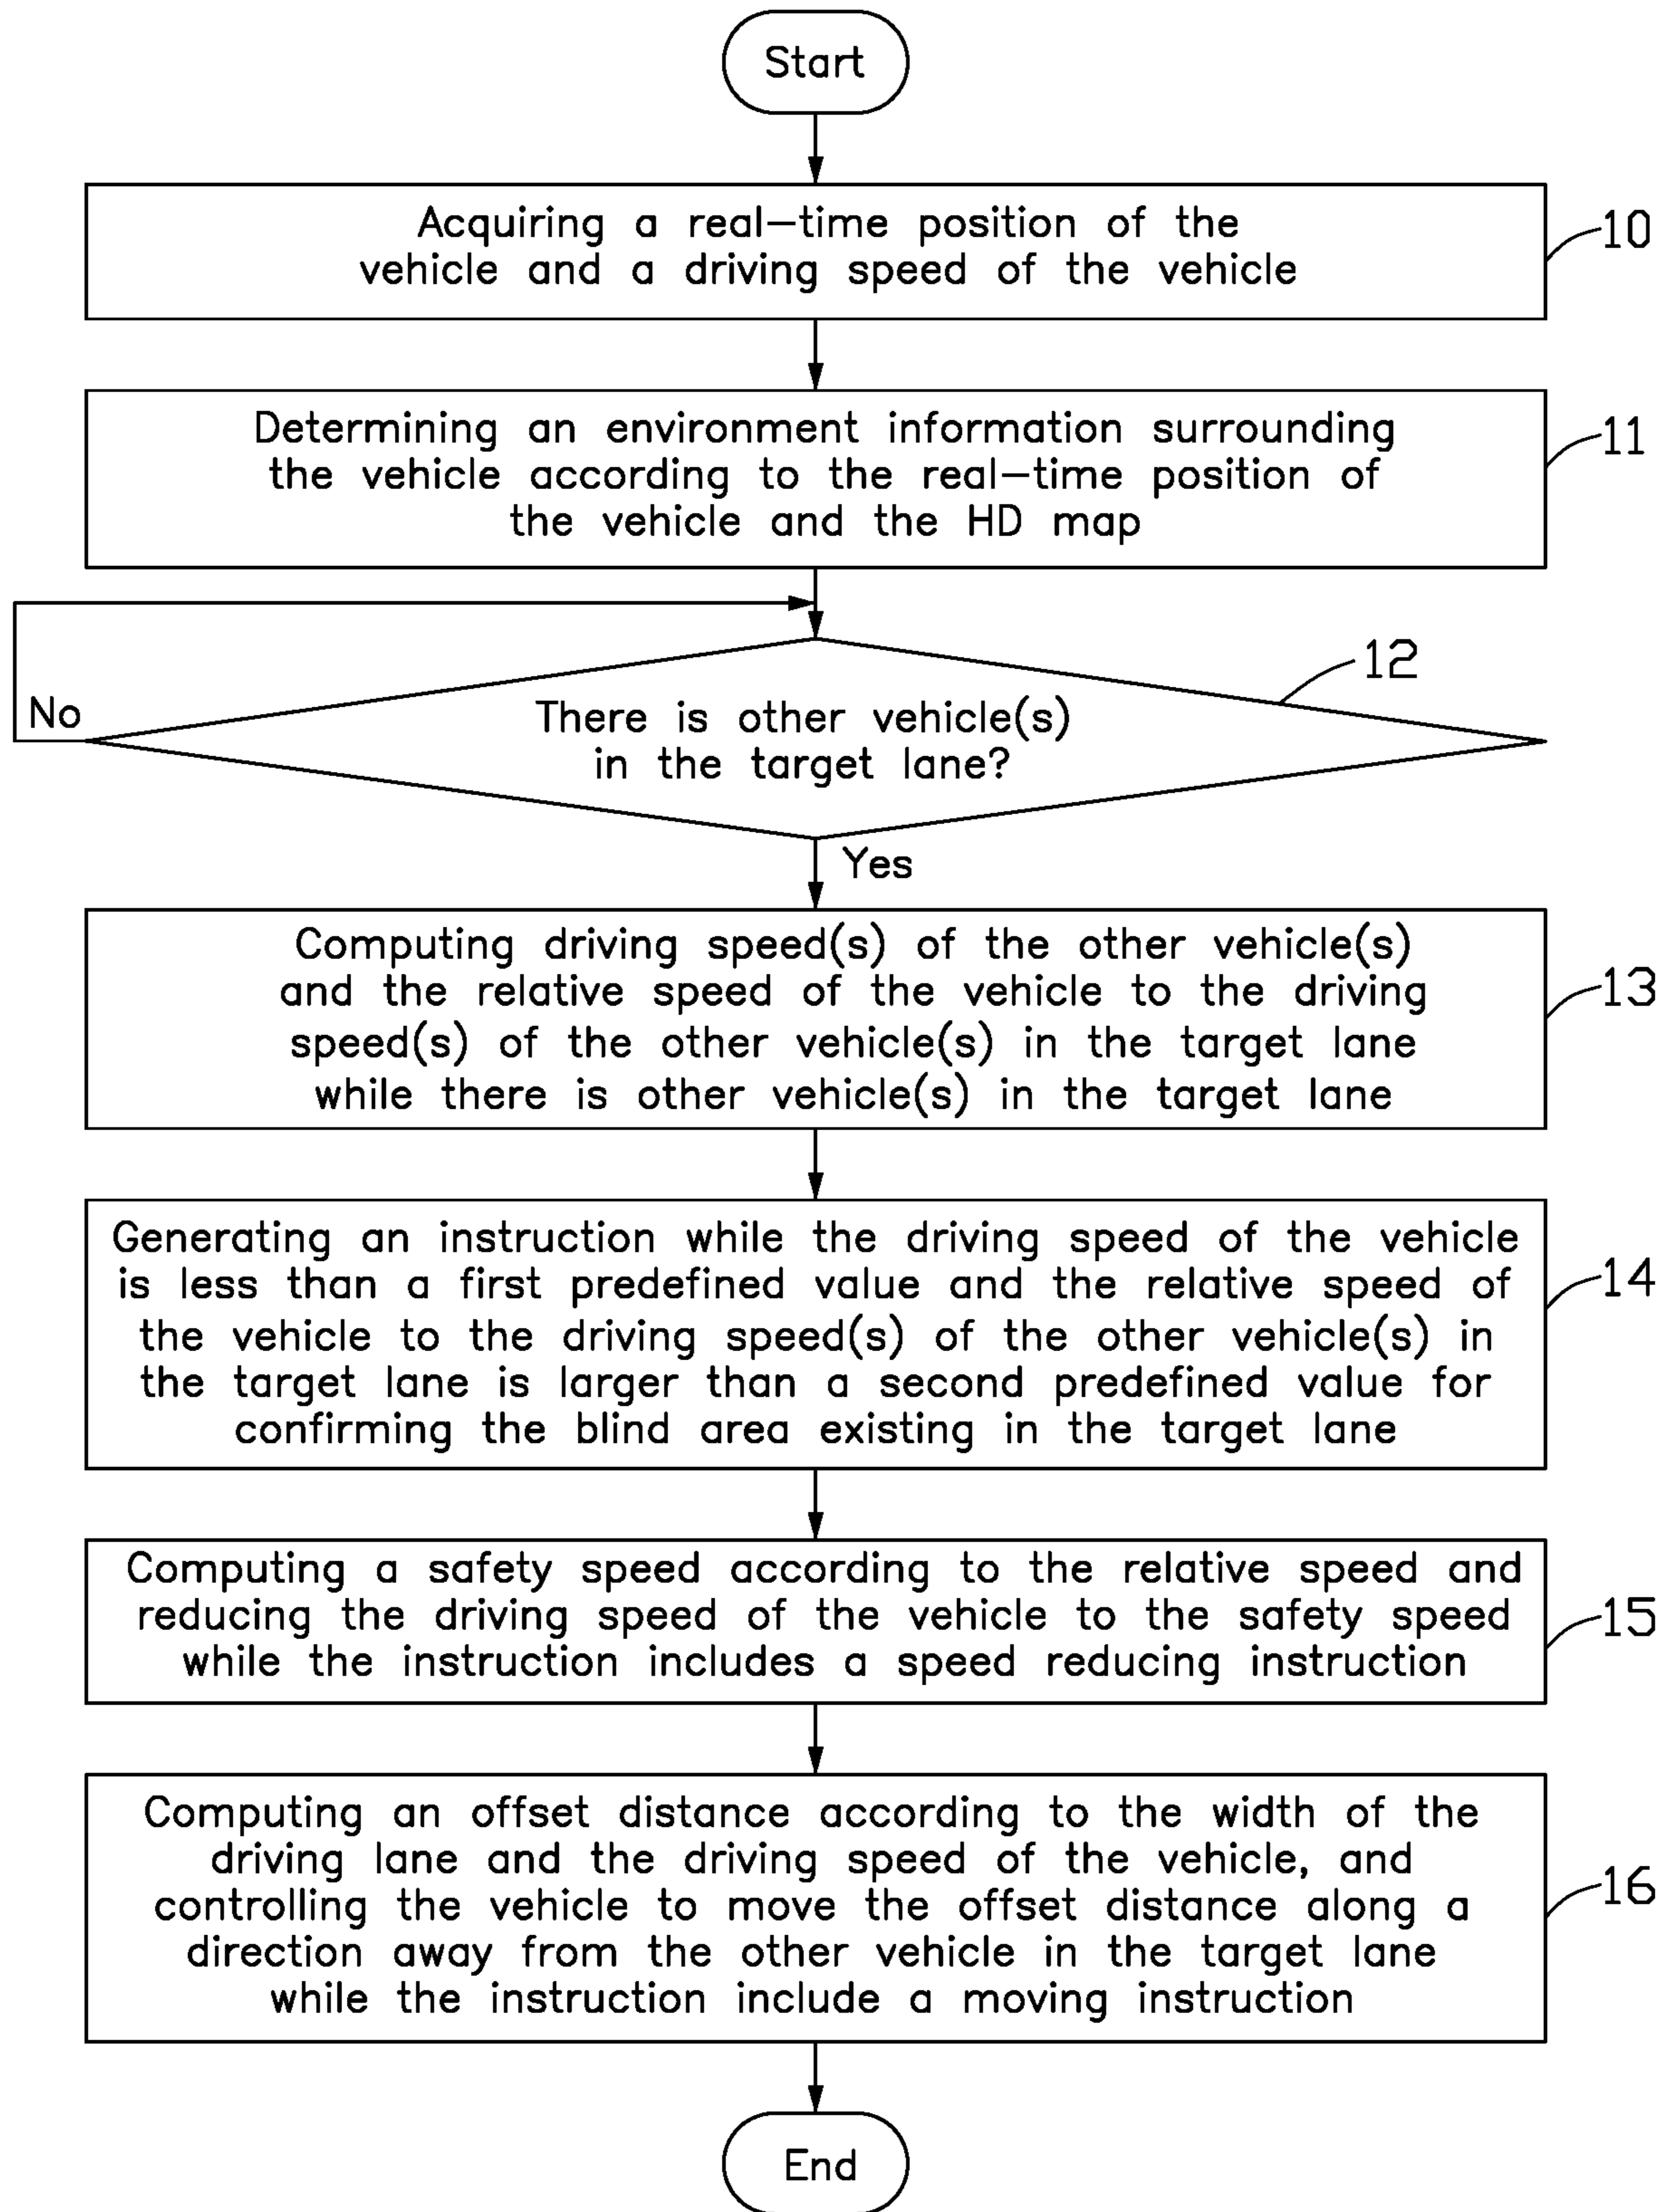 Start
Acquiring a real-time position of the
vehicle and a driving speed of the vehicle
10
Determining an environment information surrounding
the vehicle according to the real-time position of
the vehicle and the HD map
11
12
No
There is other vehicle(s)
in the target lane?
Yes
Computing driving speed(s) of the other vehicle(s)
and the relative speed of the vehicle to the driving
speed(s) of the other vehicle(s) in the target lane
while there is other vehicle(s) in the target lane
13
Generating an instruction while the driving speed of the vehicle
is less than a first predefined value and the relative speed of
the vehicle to the driving speed(s) of the other vehicle(s) in
the target lane is larger than a second predefined value for
confirming the blind area existing in the target lane
14
Computing a safety speed according to the relative speed and
reducing the driving speed of the vehicle to the safety speed
while the instruction includes a speed reducing instruction
15
Computing an offset distance according to the width of the
driving lane and the driving speed of the vehicle, and
controlling the vehicle to move the offset distance along a
direction away from the other vehicle in the target lane
while the instruction include a moving instruction
16
End